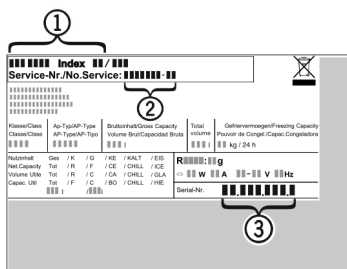 1
Index /
Service-Nr./No.Service: -
2
Klasse/Class Ap-Typ/AP-Type Bruttoinhalt/Gross Capacity Total Gefriervermoegen/Freezing Capacity
Classe/Clase AP-Type/AP-Tipo Volume Brut/Capacidad Bruta volume Pouvoir de Congel./Capac.Congeladora
l l kg / 24 h
Nutzinhalt Ges / K / G / KE / KALT / EIS
Net.Capacity Tot / R / F / CE / CHILL / ICE
Volume Utile Tot / R / C / CA / CHILL / GLA
Capac. Util Tot / F / C / BO / CHILL / HIE
l / l
R : g
W A - V Hz
Serial-Nr. . . .
3